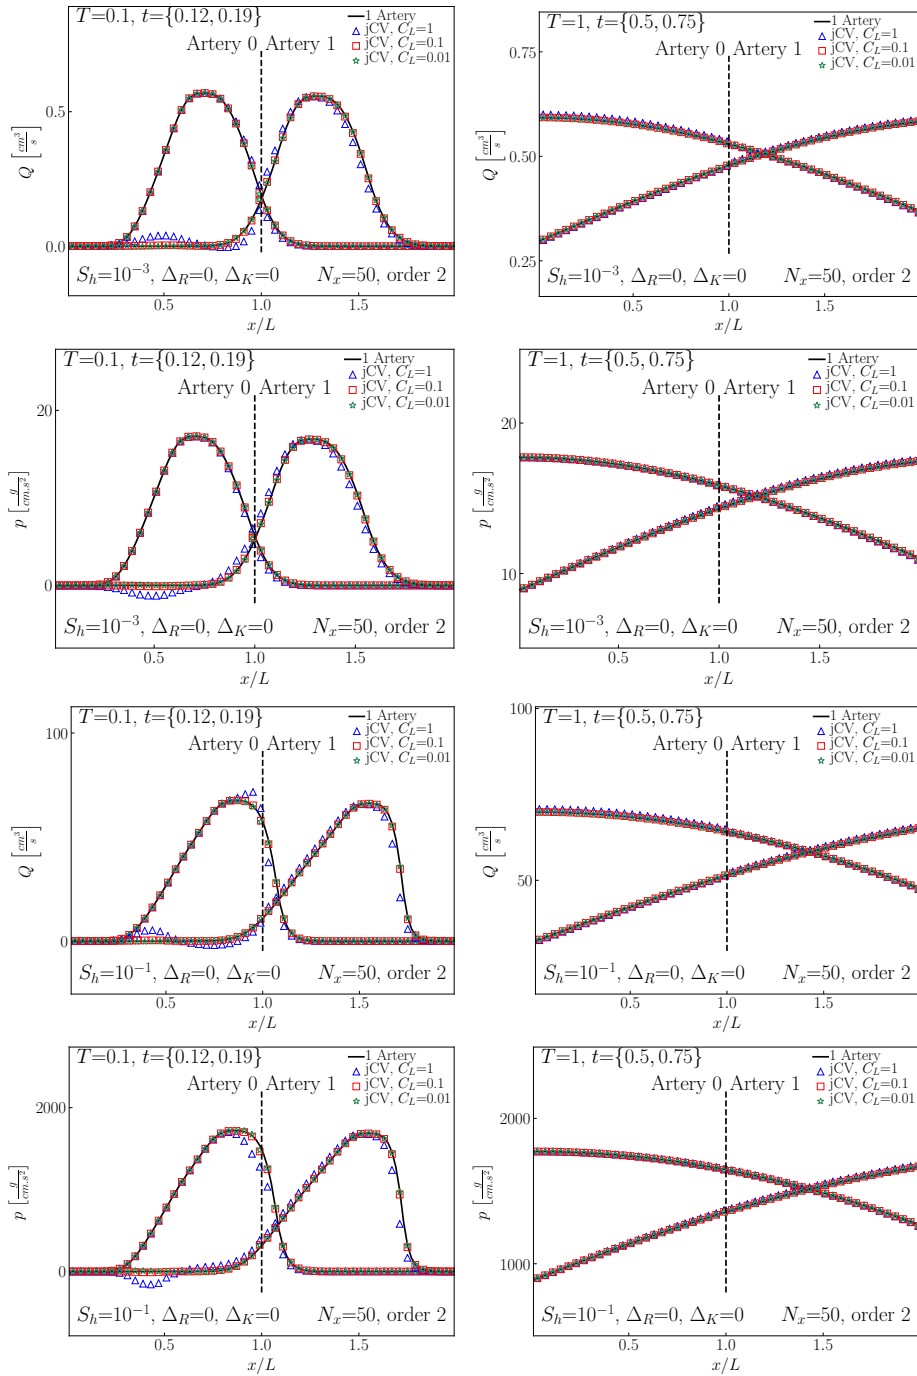 T=0.1, t={0.12, 0.19}
1 Artery
jCV, C_L=1
jCV, C_L=0.1
jCV, C_L=0.01
Artery 0 Artery 1
Q [cm³/s]
0.5
0.0
S_h=10⁻³, Δ_R=0, Δ_K=0 N_x=50, order 2
0.5 1.0 1.5
x/L
T=1, t={0.5, 0.75}
1 Artery
jCV, C_L=1
jCV, C_L=0.1
jCV, C_L=0.01
Artery 0 Artery 1
Q [cm³/s]
0.75
0.50
0.25
S_h=10⁻³, Δ_R=0, Δ_K=0 N_x=50, order 2
0.5 1.0 1.5
x/L
T=0.1, t={0.12, 0.19}
1 Artery
jCV, C_L=1
jCV, C_L=0.1
jCV, C_L=0.01
Artery 0 Artery 1
p [g/cm.s²]
20
10
0
S_h=10⁻³, Δ_R=0, Δ_K=0 N_x=50, order 2
0.5 1.0 1.5
x/L
T=1, t={0.5, 0.75}
1 Artery
jCV, C_L=1
jCV, C_L=0.1
jCV, C_L=0.01
Artery 0 Artery 1
p [g/cm.s²]
20
10
S_h=10⁻³, Δ_R=0, Δ_K=0 N_x=50, order 2
0.5 1.0 1.5
x/L
T=0.1, t={0.12, 0.19}
1 Artery
jCV, C_L=1
jCV, C_L=0.1
jCV, C_L=0.01
Artery 0 Artery 1
Q [cm³/s]
100
0
S_h=10⁻¹, Δ_R=0, Δ_K=0 N_x=50, order 2
0.5 1.0 1.5
x/L
T=1, t={0.5, 0.75}
1 Artery
jCV, C_L=1
jCV, C_L=0.1
jCV, C_L=0.01
Artery 0 Artery 1
Q [cm³/s]
100
50
S_h=10⁻¹, Δ_R=0, Δ_K=0 N_x=50, order 2
0.5 1.0 1.5
x/L
T=0.1, t={0.12, 0.19}
1 Artery
jCV, C_L=1
jCV, C_L=0.1
jCV, C_L=0.01
Artery 0 Artery 1
p [g/cm.s²]
2000
0
S_h=10⁻¹, Δ_R=0, Δ_K=0 N_x=50, order 2
0.5 1.0 1.5
x/L
T=1, t={0.5, 0.75}
1 Artery
jCV, C_L=1
jCV, C_L=0.1
jCV, C_L=0.01
Artery 0 Artery 1
p [g/cm.s²]
2000
1000
S_h=10⁻¹, Δ_R=0, Δ_K=0 N_x=50, order 2
0.5 1.0 1.5
x/L